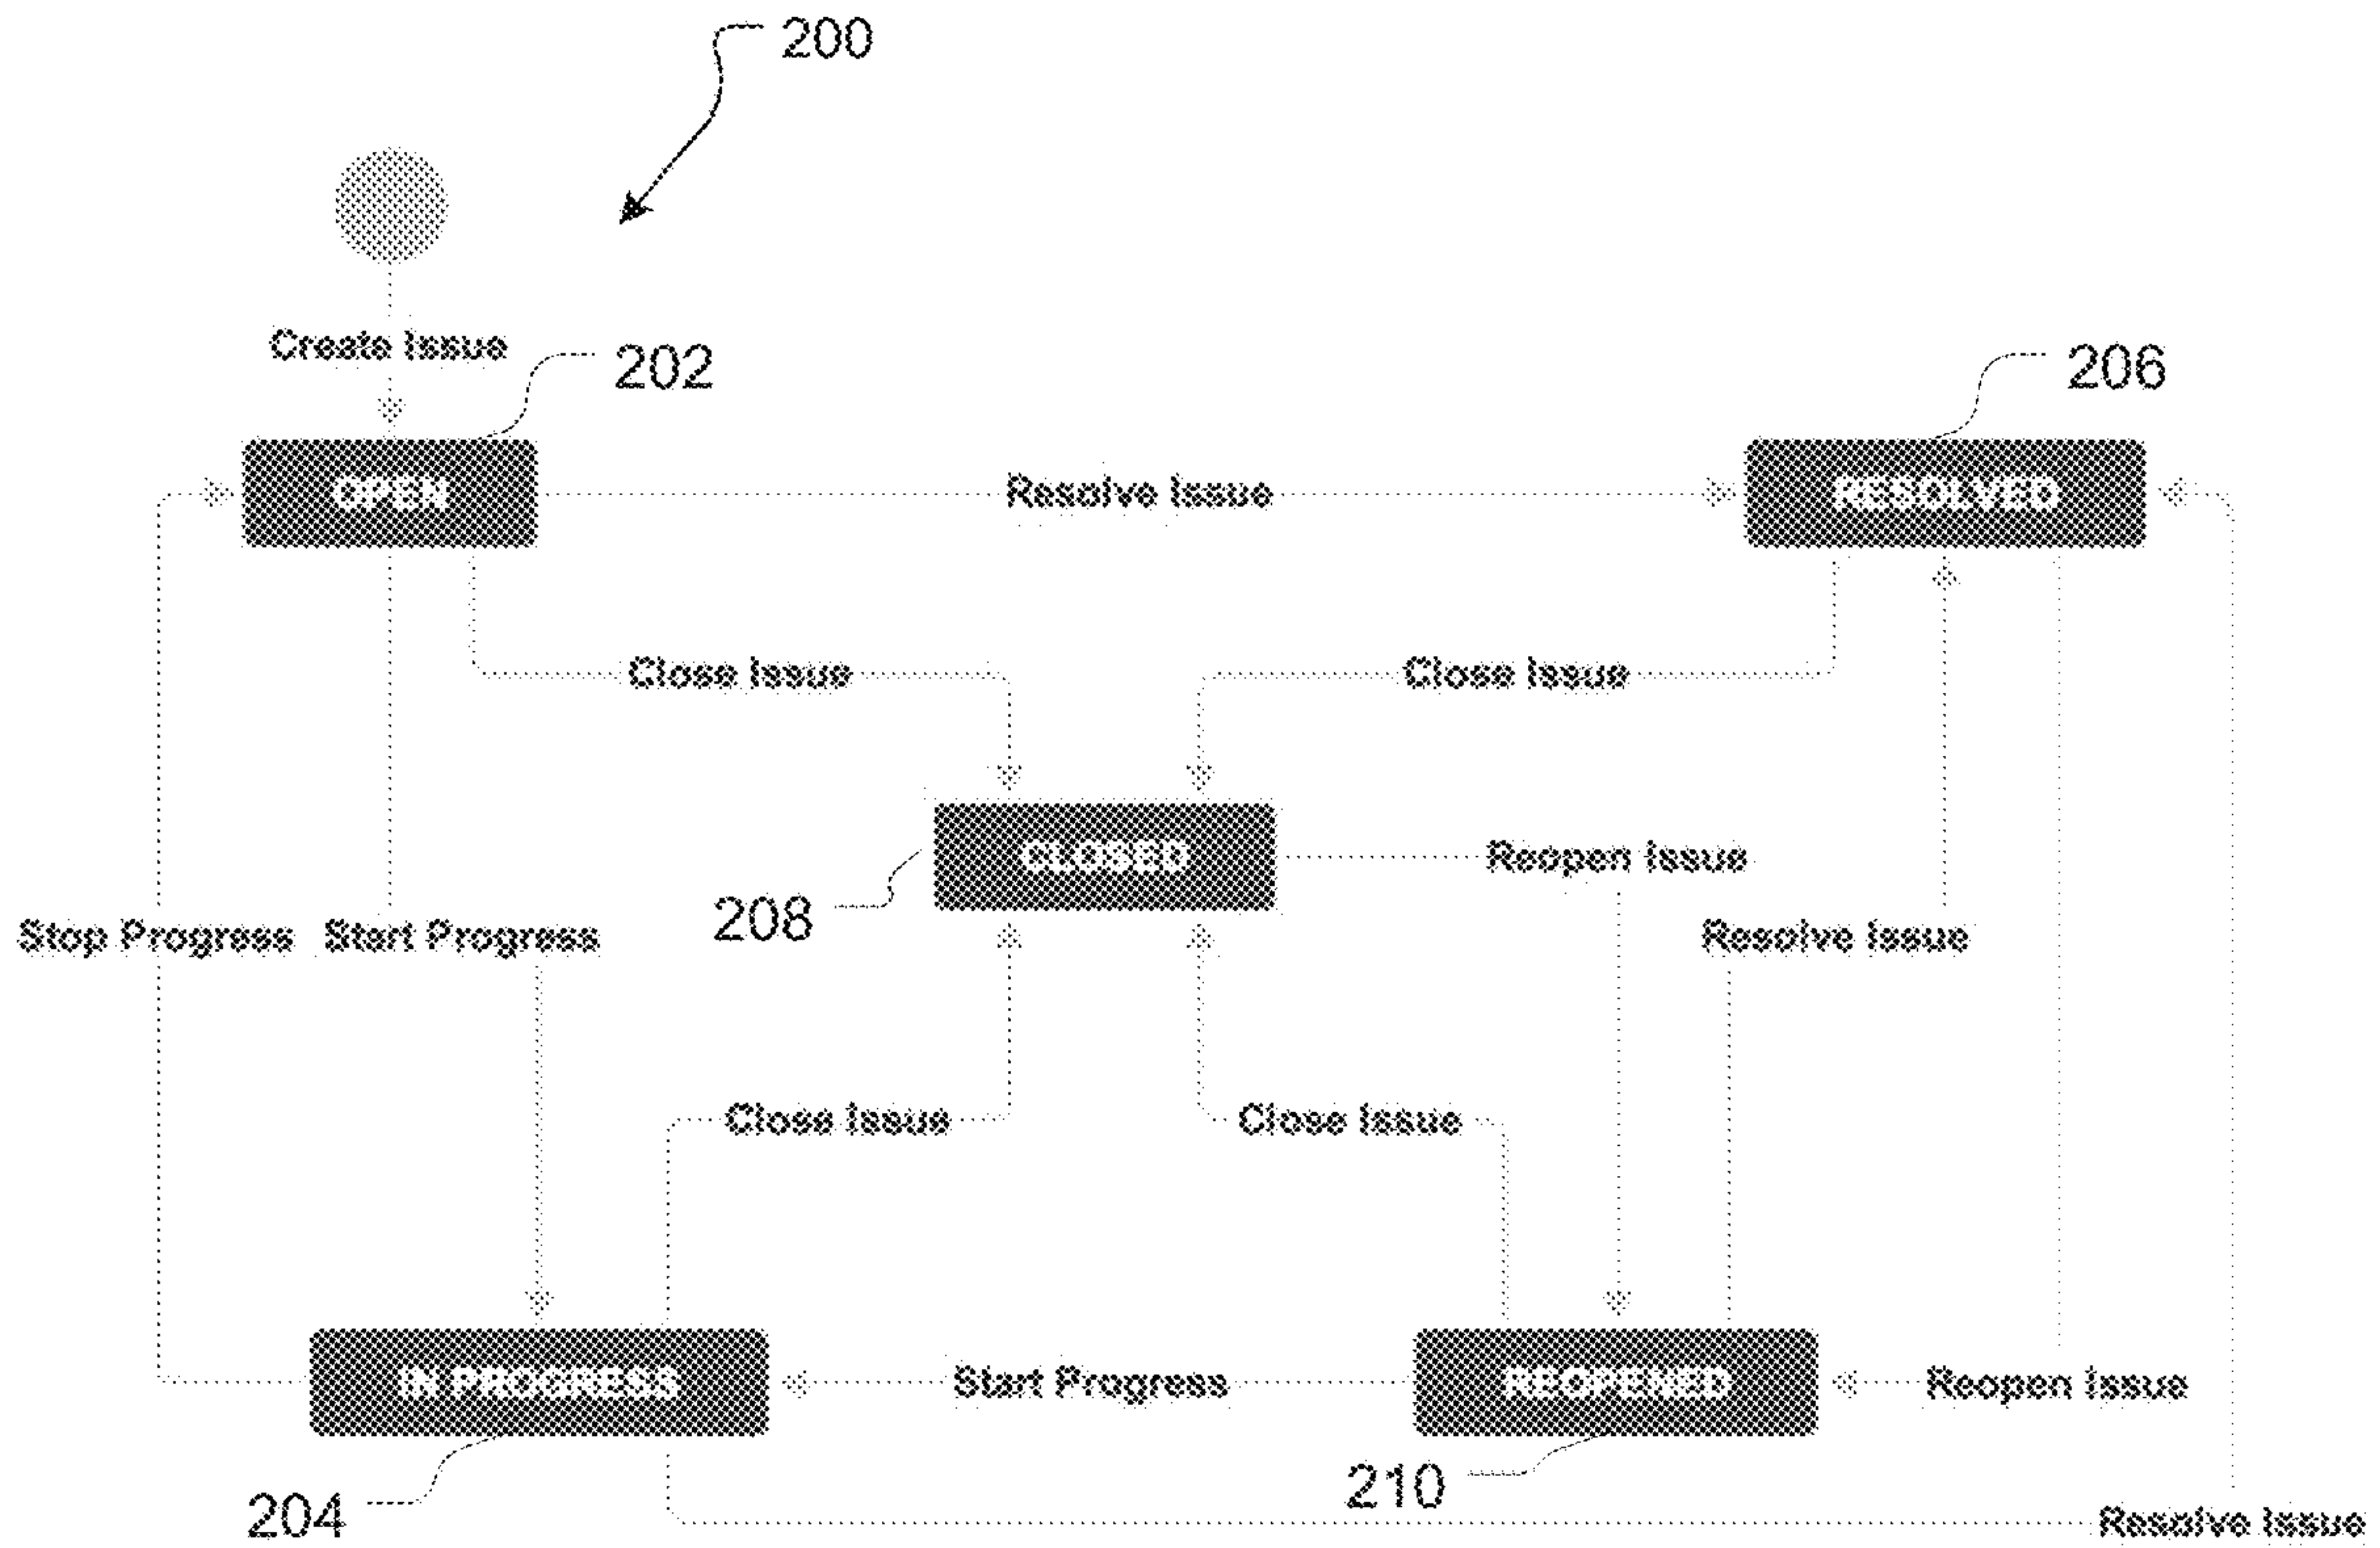 200
Create Issue
202
206
OPEN
Resolve Issue
RESOLVED
Close Issue
Close Issue
CLOSED
Reopen Issue
208
Stop Progress
Start Progress
Resolve Issue
Close Issue
Close Issue
IN PROGRESS
Start Progress
REOPENED
Reopen Issue
210
204
Resolve Issue